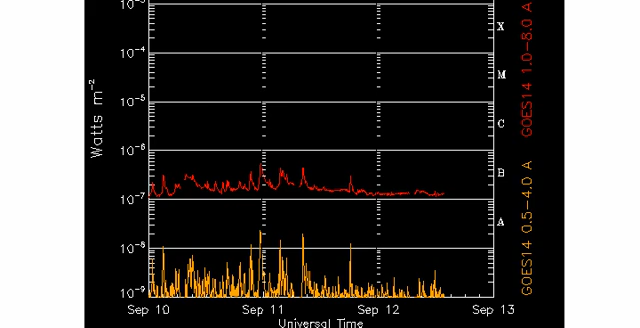 10⁻³
10⁻⁴
10⁻⁵
10⁻⁶
10⁻⁷
10⁻⁸
10⁻⁹
Watts m⁻²
X
M
C
B
A
GOES14 1.0−8.0 A
GOES14 0.5−4.0 A
Sep 10 Sep 11 Sep 12 Sep 13
Universal Time